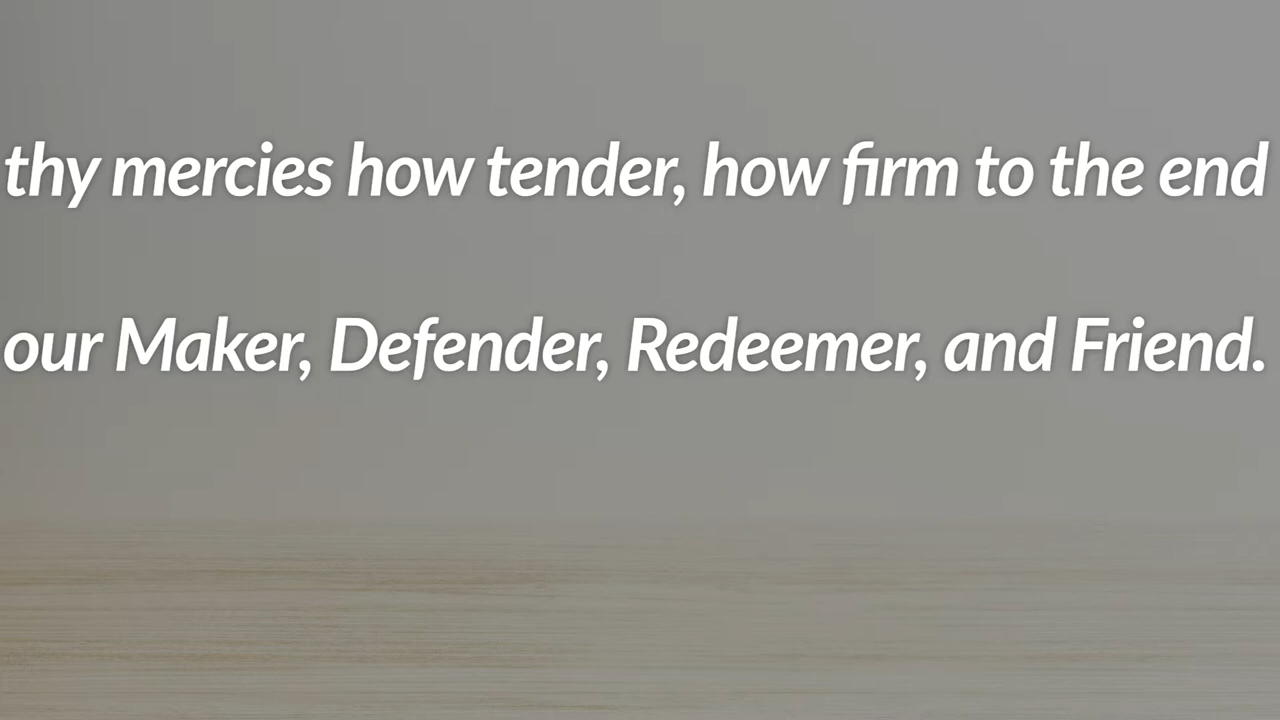 thy mercies how tender, how firm to the end
our Maker, Defender, Redeemer, and Friend.